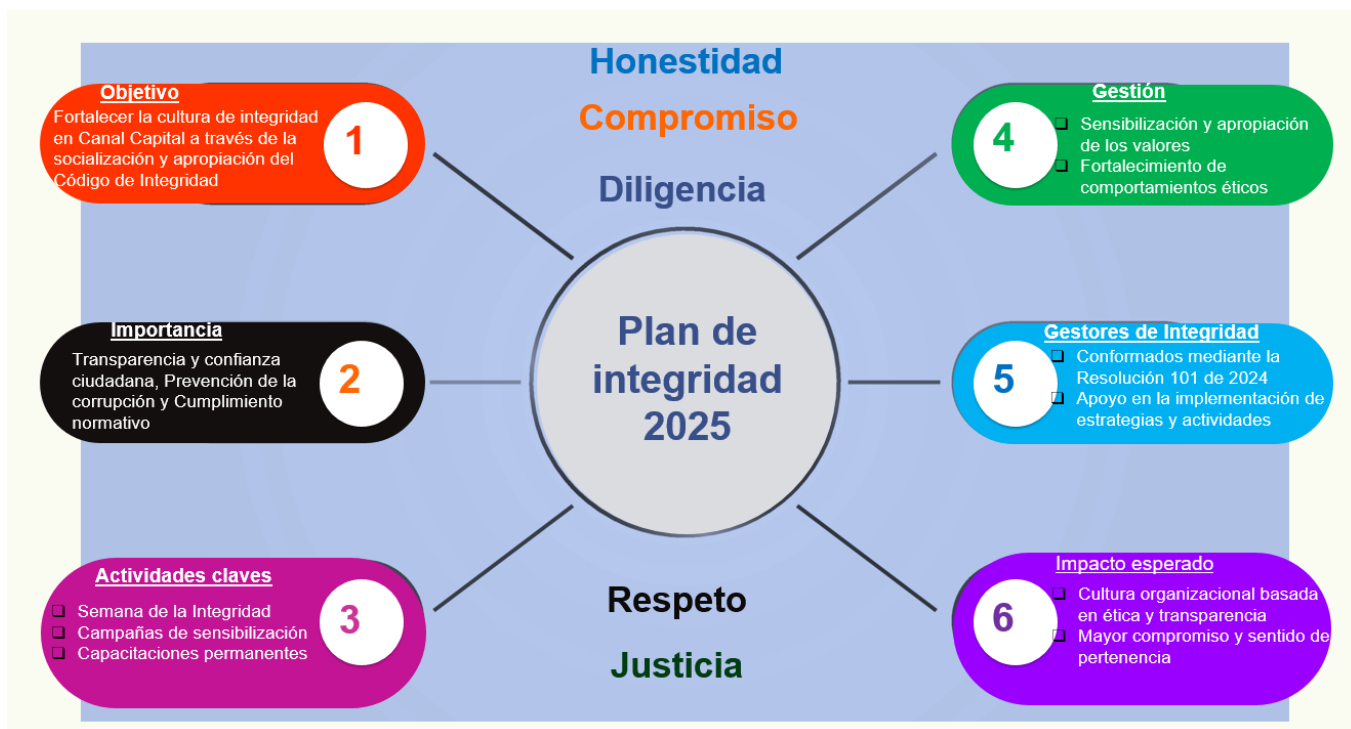 Honestidad
Compromiso
Diligencia
Objetivo
Fortalecer la cultura de integridad
en Canal Capital a través de la
socialización y apropiación del
Código de Integridad
1
Importancia
Transparencia y confianza
ciudadana, Prevención de la
corrupción y Cumplimiento
normativo
2
Actividades claves
Semana de la Integridad
Campañas de sensibilización
Capacitaciones permanentes
3
Plan de
integridad
2025
Gestión
Sensibilización y apropiación
de los valores
Fortalecimiento de
comportamientos éticos
4
Gestores de Integridad
Conformados mediante la
Resolución 101 de 2024
Apoyo en la implementación de
estrategias y actividades
5
Impacto esperado
Cultura organizacional basada
en ética y transparencia
Mayor compromiso y sentido de
pertenencia
6
Respeto
Justicia